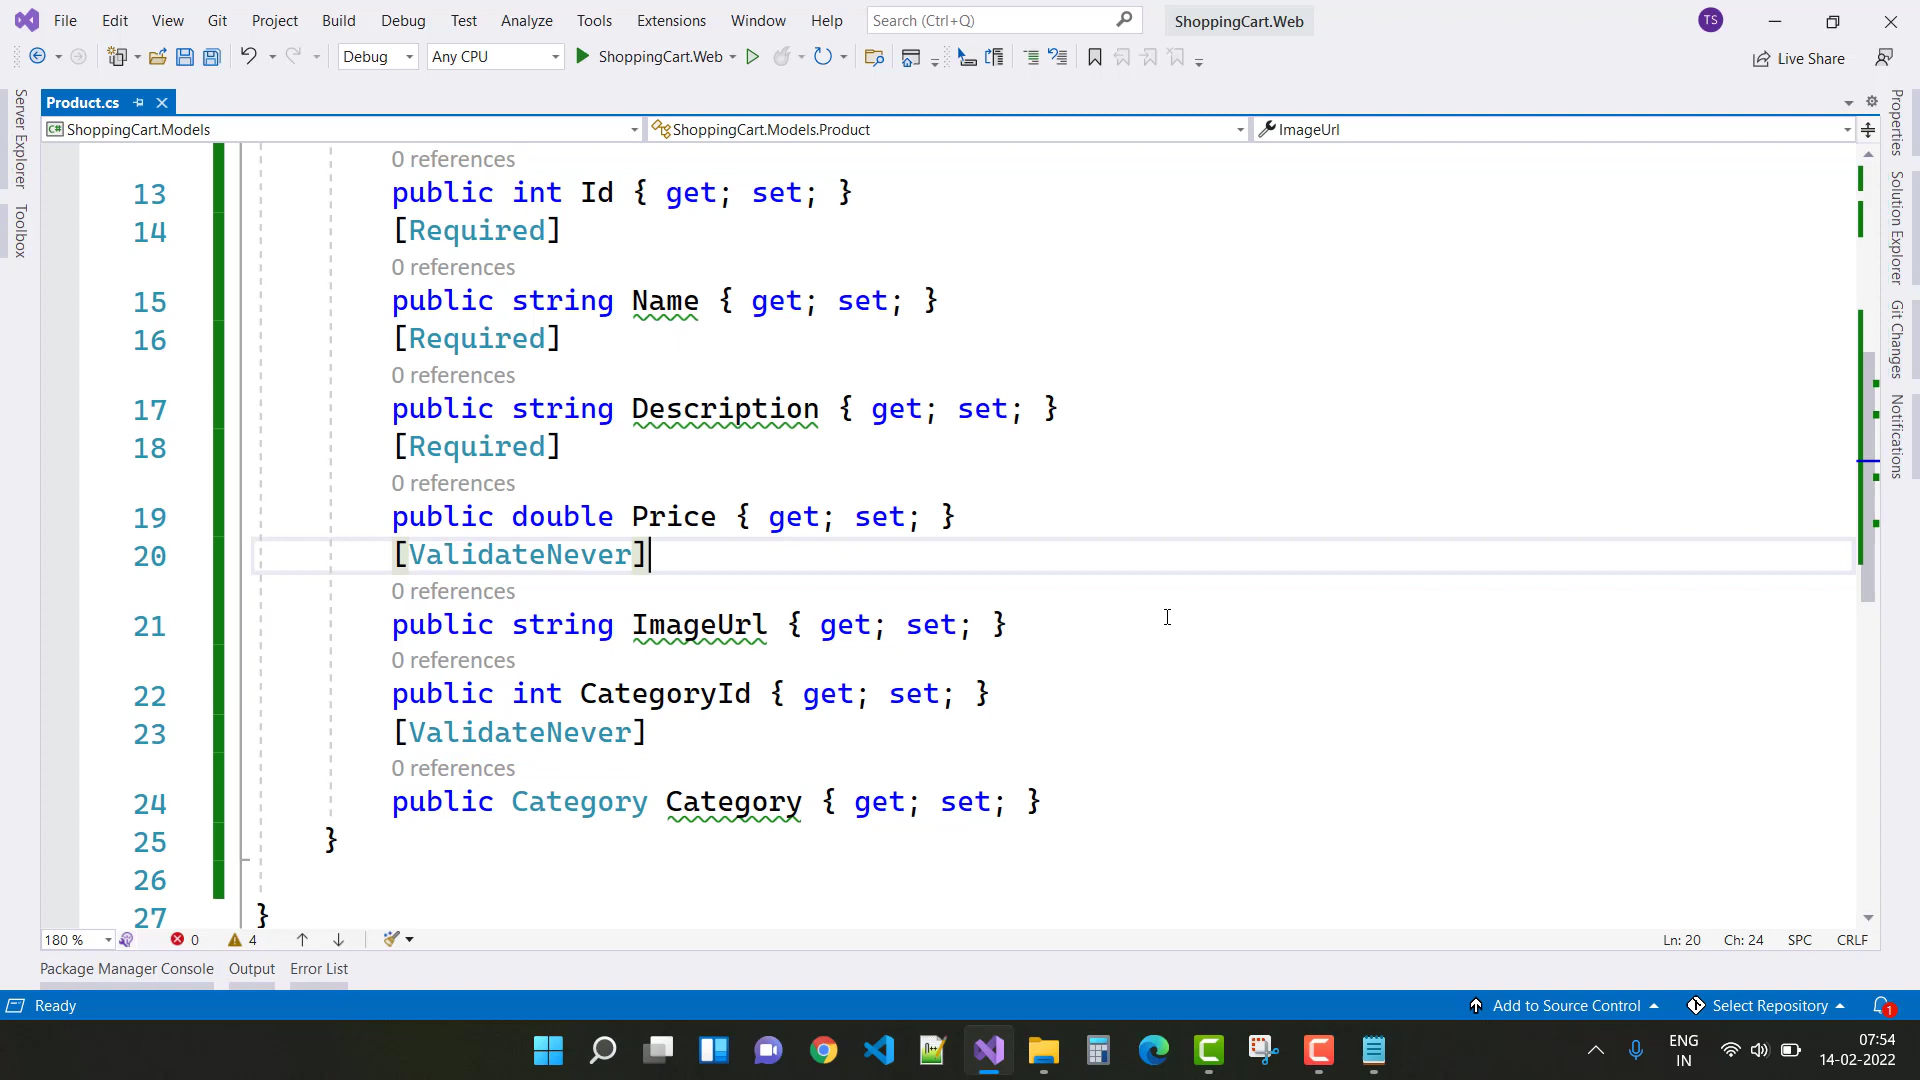 File Edit View Git Project Build Debug Test Analyze Tools Extensions Window Help Search (Ctrl+Q) ShoppingCart.Web TS
Debug Any CPU ShoppingCart.Web Live Share
Product.cs
C# ShoppingCart.Models ShoppingCart.Models.Product ImageUrl
Server Explorer
Toolbox
Properties
Solution Explorer
Git Changes
Notifications
0 references
13 public int Id { get; set; }
14 [Required]
0 references
15 public string Name { get; set; }
16 [Required]
0 references
17 public string Description { get; set; }
18 [Required]
0 references
19 public double Price { get; set; }
20 [ValidateNever]
0 references
21 public string ImageUrl { get; set; }
0 references
22 public int CategoryId { get; set; }
23 [ValidateNever]
0 references
24 public Category Category { get; set; }
25 }
26
27 }
180 % 0 4 Ln: 20 Ch: 24 SPC CRLF
Package Manager Console Output Error List
Ready Add to Source Control Select Repository 1
ENG 07:54
IN 14-02-2022